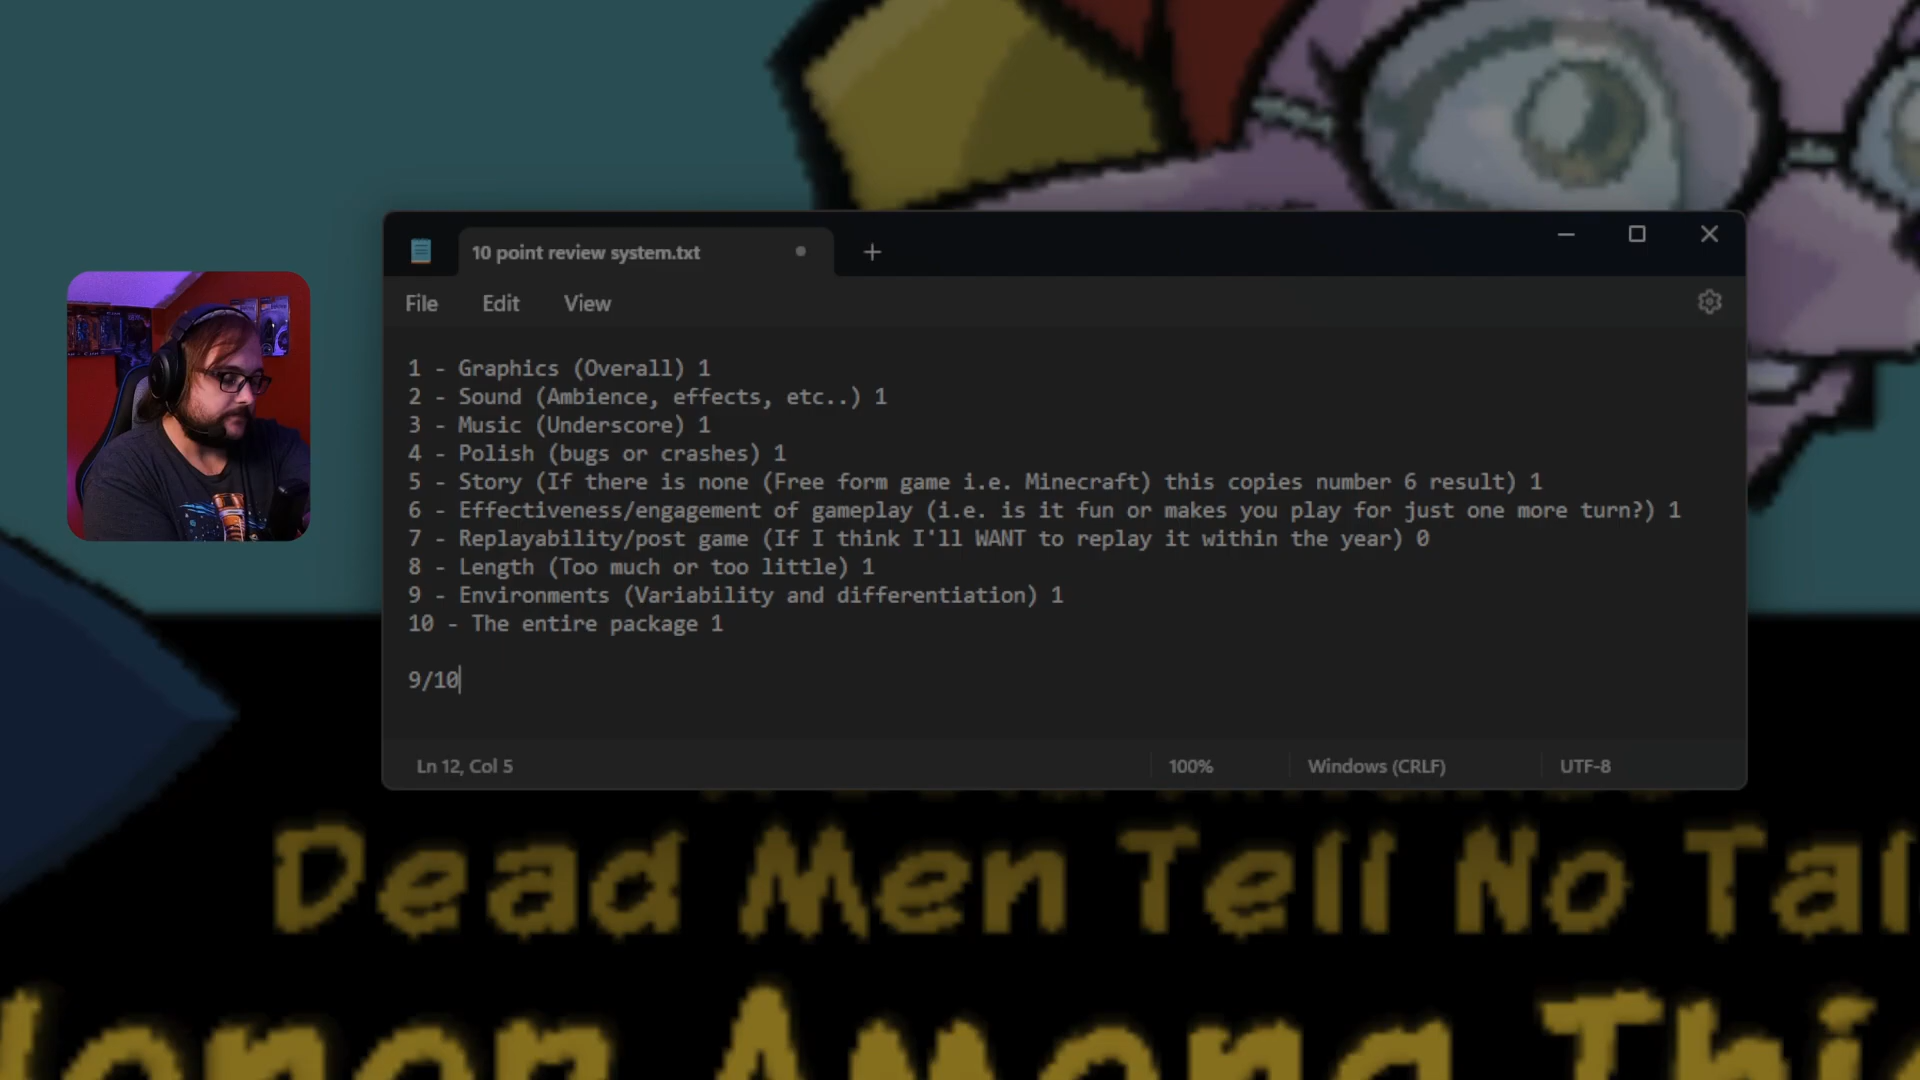 10 point review system.txt
File Edit View
1 - Graphics (Overall) 1
2 - Sound (Ambience, effects, etc..) 1
3 - Music (Underscore) 1
4 - Polish (bugs or crashes) 1
5 - Story (If there is none (Free form game i.e. Minecraft) this copies number 6 result) 1
6 - Effectiveness/engagement of gameplay (i.e. is it fun or makes you play for just one more turn?) 1
7 - Replayability/post game (If I think I'll WANT to replay it within the year) 0
8 - Length (Too much or too little) 1
9 - Environments (Variability and differentiation) 1
10 - The entire package 1
9/10
Ln 12, Col 5 100% Windows (CRLF) UTF-8
Dead Men Tell No Tal
Honor Among Thi